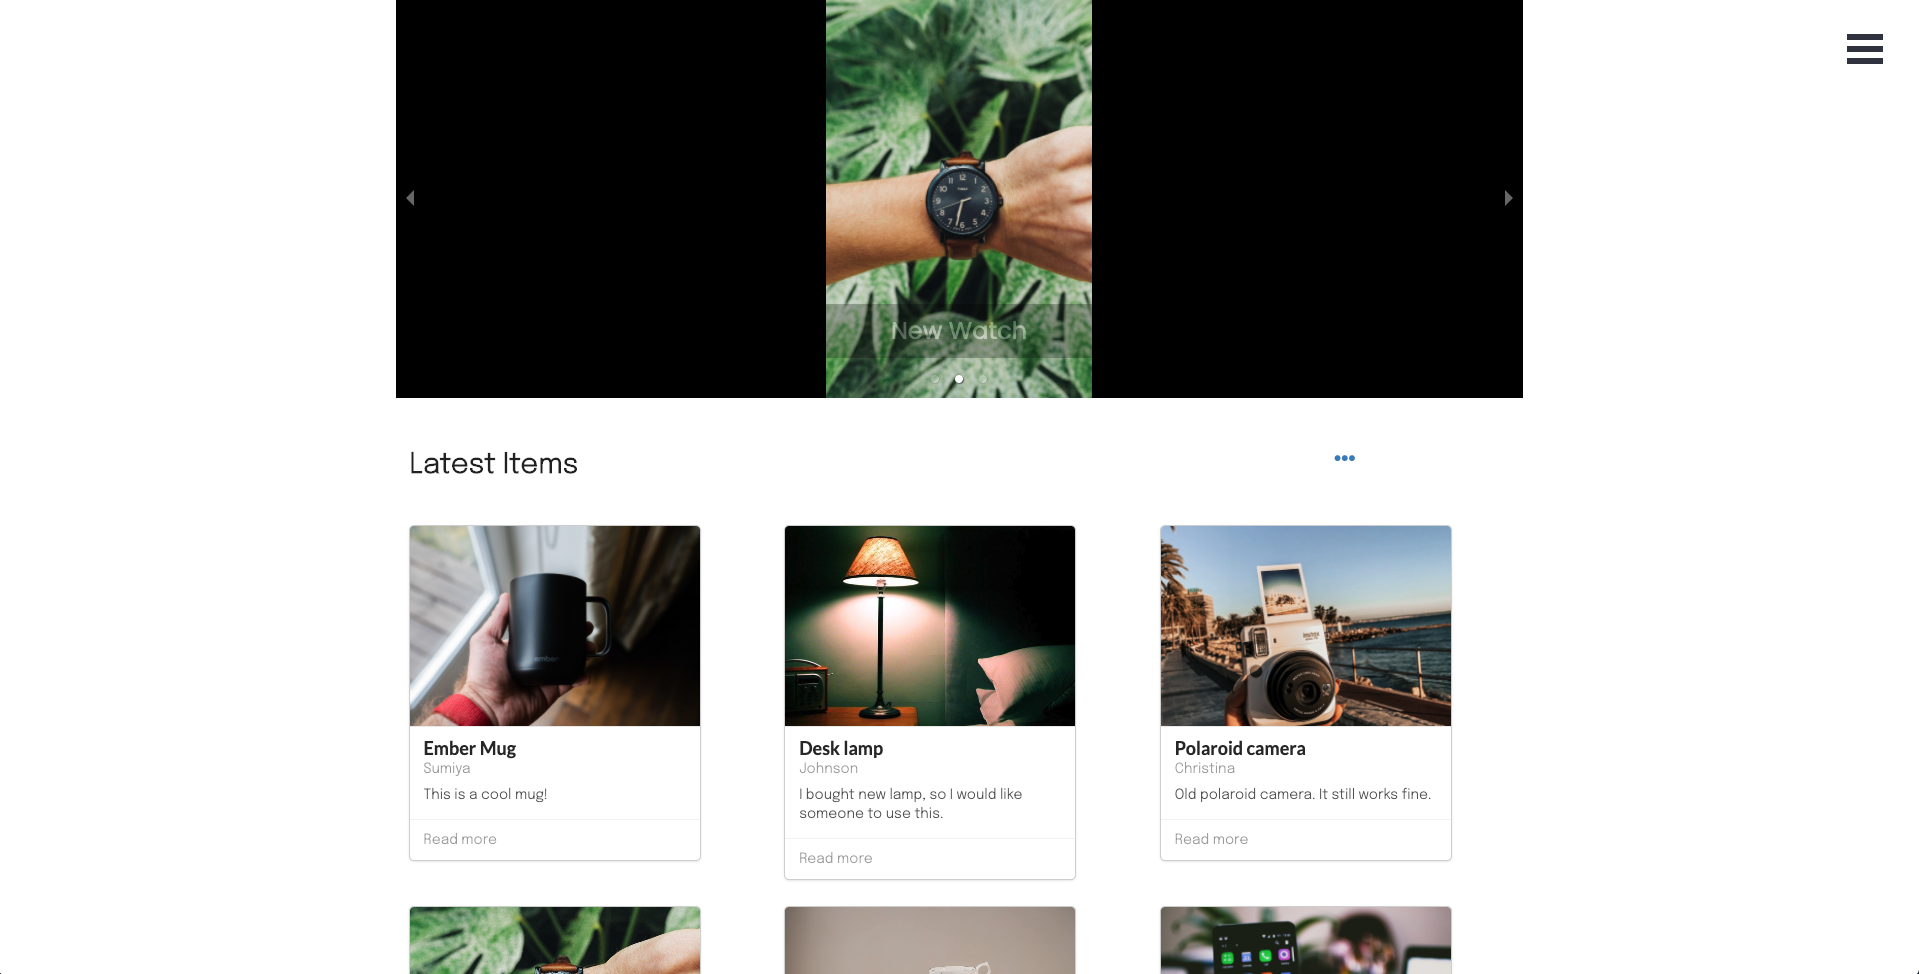 New Watch
Latest Items
Ember Mug
Sumiya
This is a cool mug!
Read more
Desk lamp
Johnson
I bought new lamp, so I would like
someone to use this.
Read more
Polaroid camera
Christina
Old polaroid camera. It still works fine.
Read more